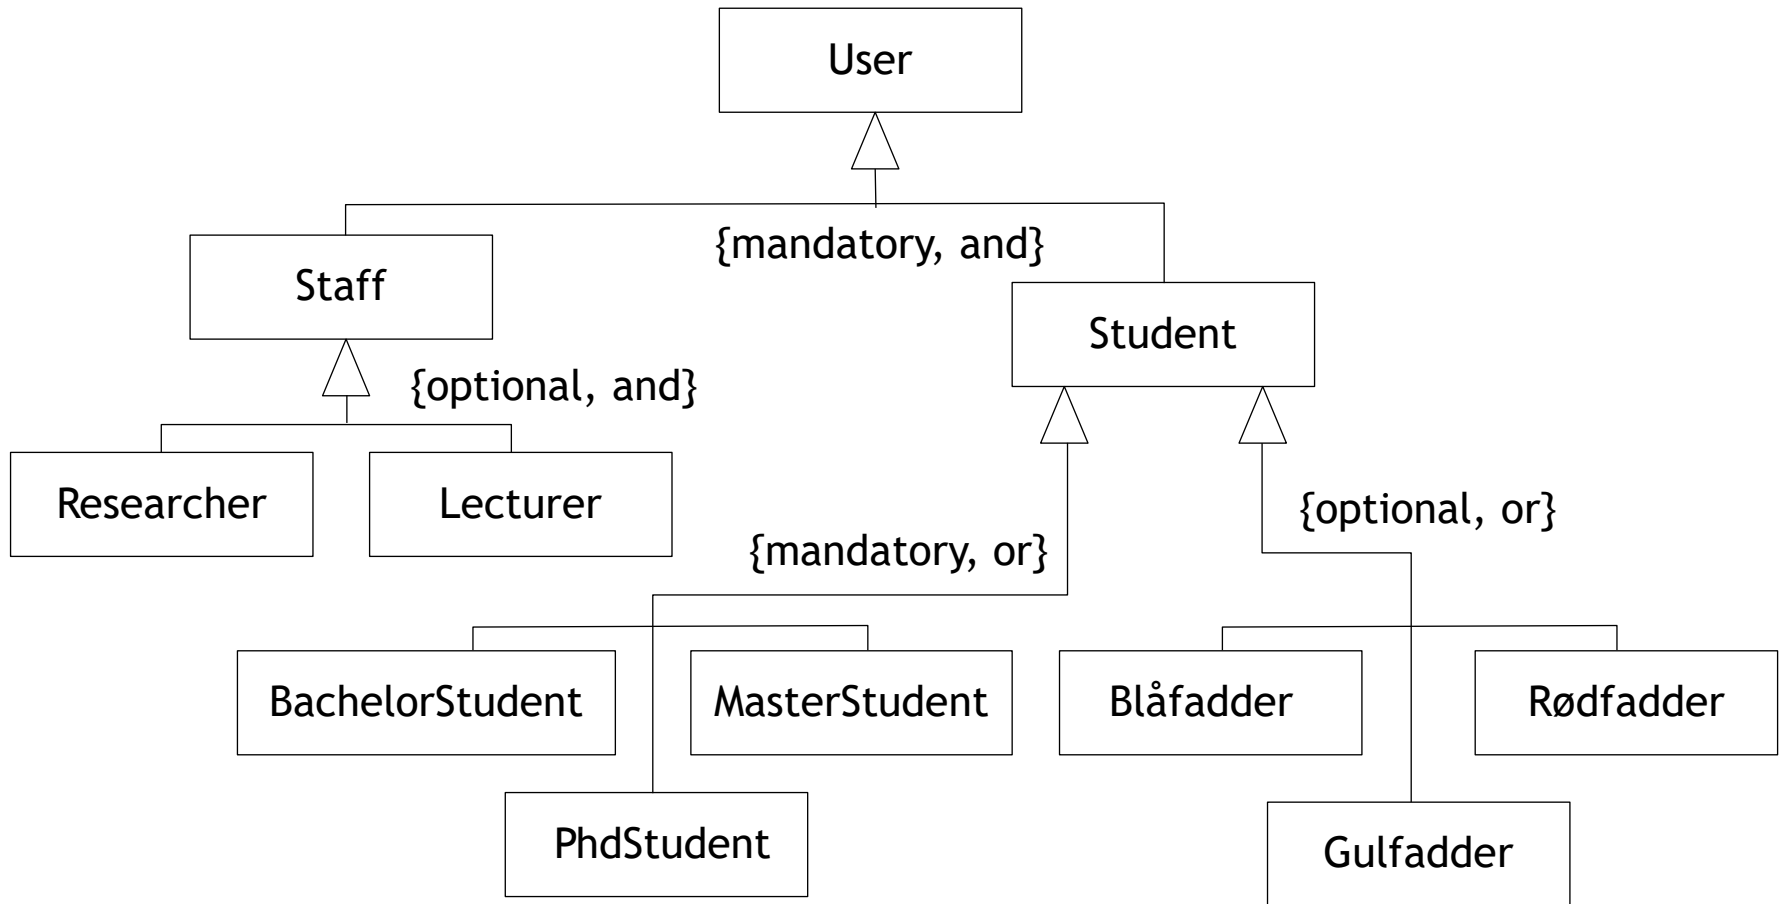 User
{mandatory, and}
Staff
Student
{optional, and}
Researcher
Lecturer
{optional, or}
{mandatory, or}
BachelorStudent
MasterStudent
Blåfadder
Rødfadder
PhdStudent
Gulfadder